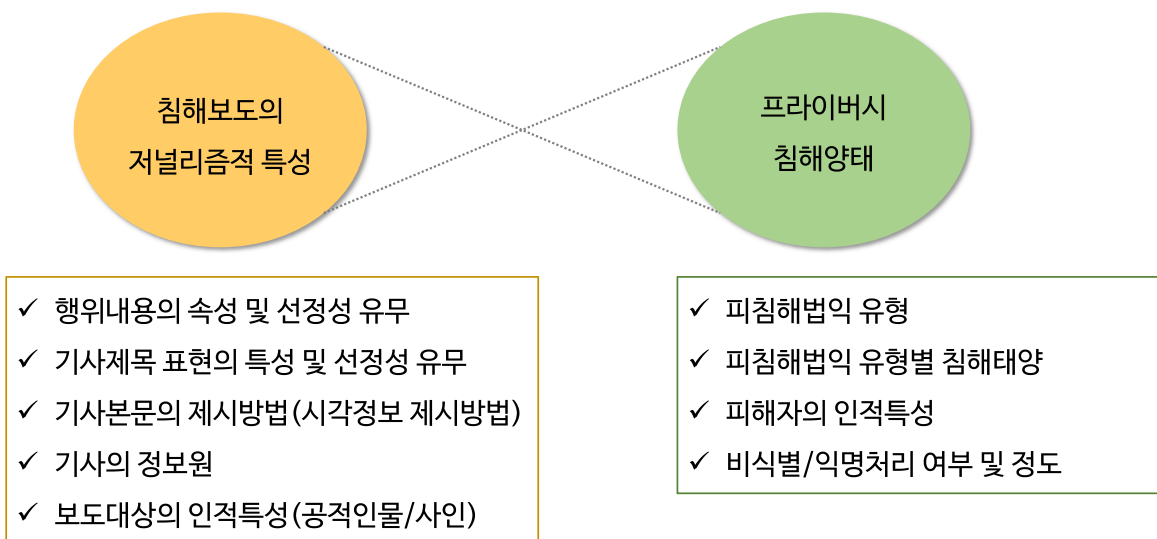 침해보도의
저널리즘적 특성
프라이버시
침해양태
✓ 행위내용의 속성 및 선정성 유무
✓ 기사제목 표현의 특성 및 선정성 유무
✓ 기사본문의 제시방법(시각정보 제시방법)
✓ 기사의 정보원
✓ 보도대상의 인적특성(공적인물/사인)
✓ 피침해법익 유형
✓ 피침해법익 유형별 침해태양
✓ 피해자의 인적특성
✓ 비식별/익명처리 여부 및 정도